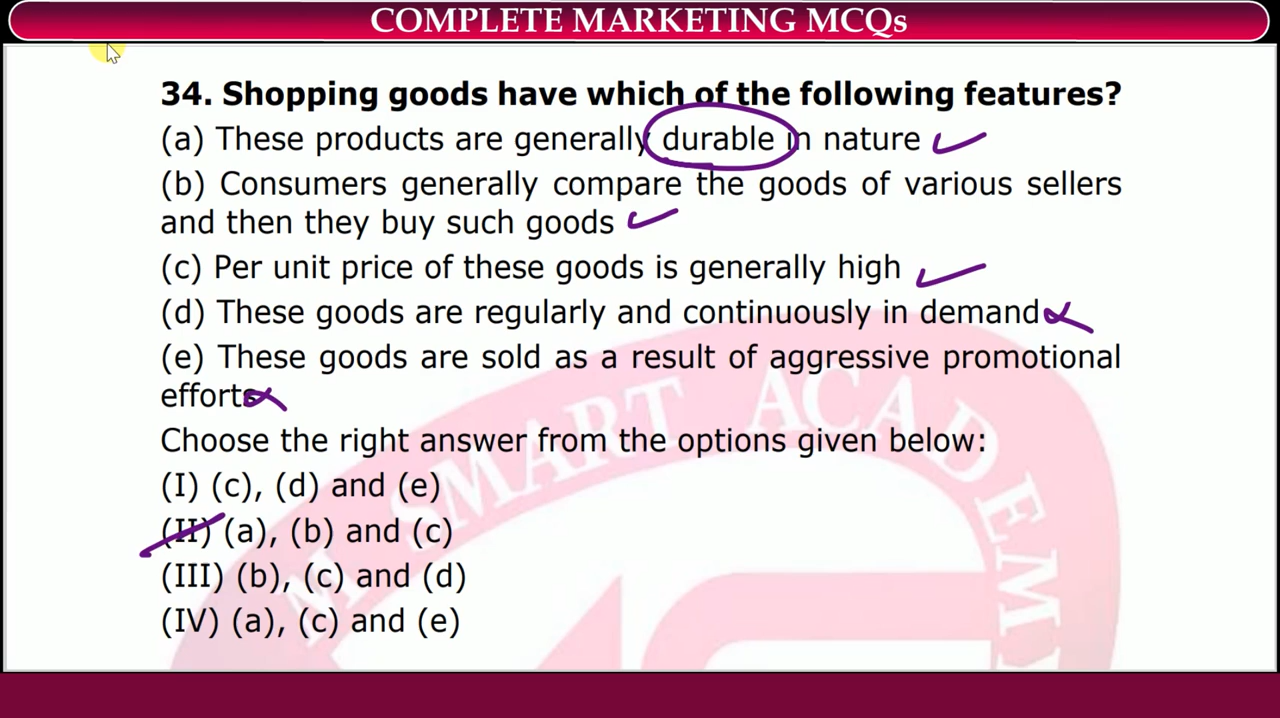 COMPLETE MARKETING MCQs
34. Shopping goods have which of the following features?
(a) These products are generally durable in nature
(b) Consumers generally compare the goods of various sellers
and then they buy such goods
(c) Per unit price of these goods is generally high
(d) These goods are regularly and continuously in demand
(e) These goods are sold as a result of aggressive promotional
efforts
Choose the right answer from the options given below:
(I) (c), (d) and (e)
(II) (a), (b) and (c)
(III) (b), (c) and (d)
(IV) (a), (c) and (e)
M SMART ACADEMY